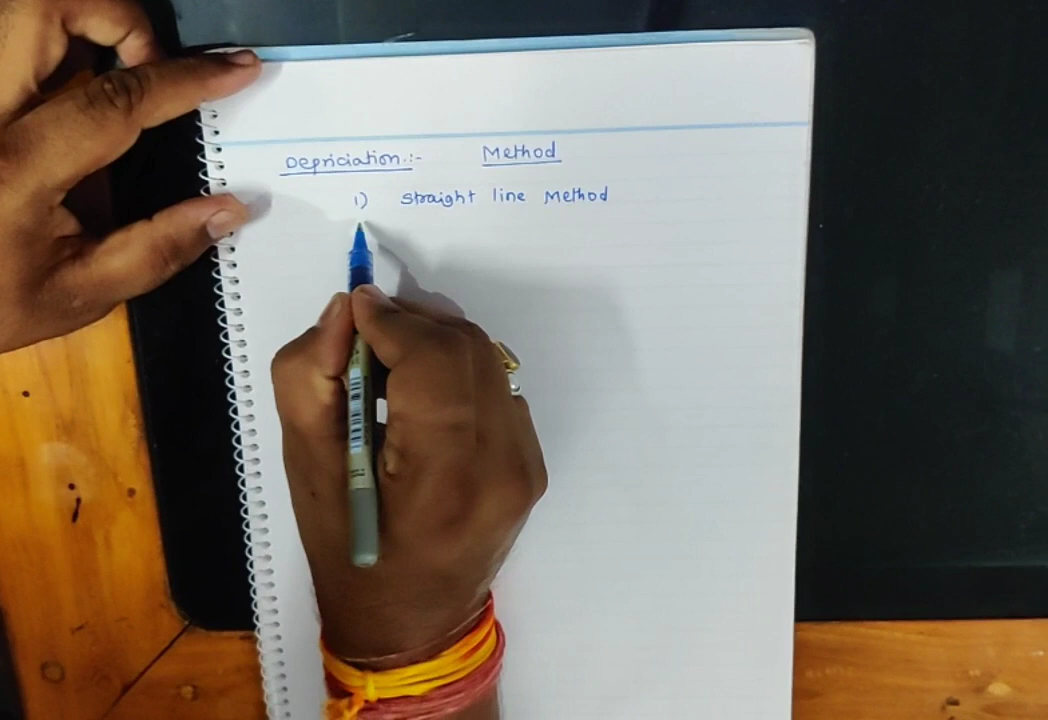 Depriciation :- Method
1) Straight line Method